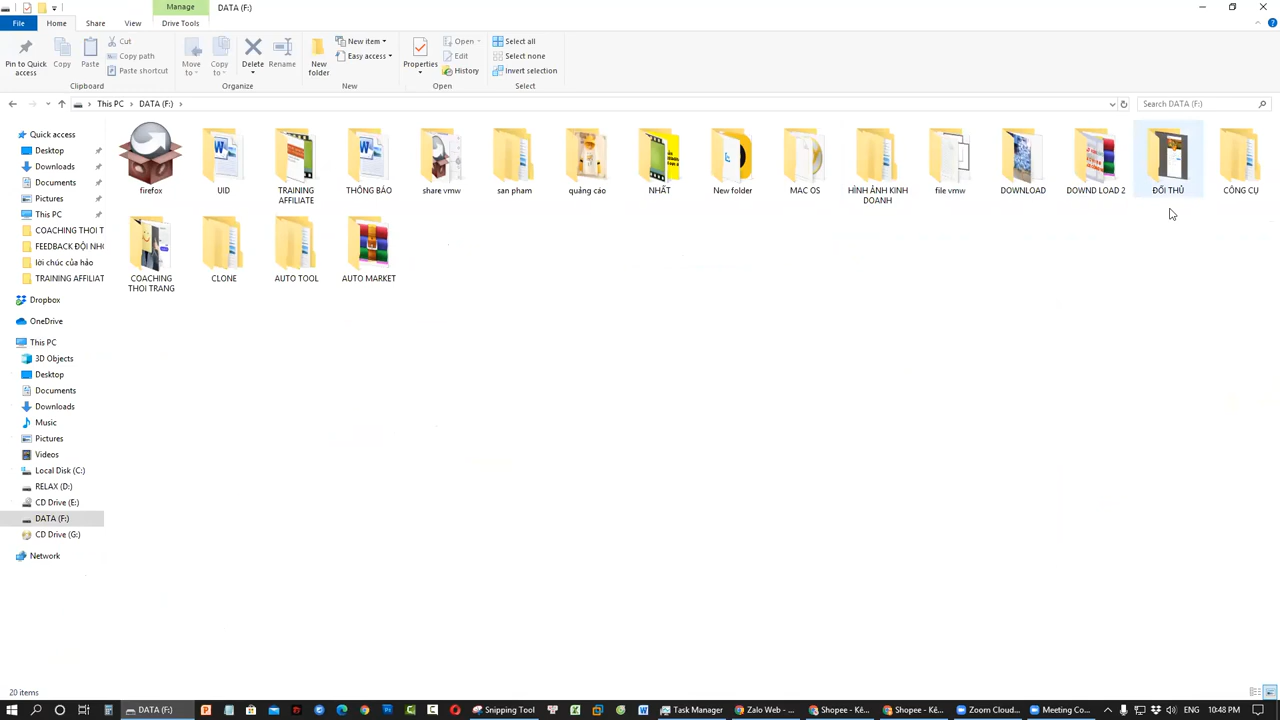 Manage
DATA (F:)
File
Home
Share
View
Drive Tools
Pin to Quick
access
Copy
Paste
Cut
Copy path
Paste shortcut
Clipboard
Move
to
Copy
to
Delete
Rename
Organize
New
folder
New item
Easy access
New
Properties
Open
Edit
History
Open
Select all
Select none
Invert selection
Select
This PC
DATA (F:)
Search DATA (F:)
Quick access
Desktop
Downloads
Documents
Pictures
This PC
COACHING THOI T
FEEDBACK ĐỘI NHÓ
lời chúc của hảo
TRAINING AFFILIAT
Dropbox
OneDrive
This PC
3D Objects
Desktop
Documents
Downloads
Music
Pictures
Videos
Local Disk (C:)
RELAX (D:)
CD Drive (E:)
DATA (F:)
CD Drive (G:)
Network
firefox
UID
TRAINING
AFFILIATE
THÔNG BÁO
share vmw
san pham
quảng cáo
NHẤT
New folder
MAC OS
HÌNH ẢNH KINH
DOANH
file vmw
DOWNLOAD
DOWND LOAD 2
ĐỐI THỦ
CÔNG CỤ
COACHING
THOI TRANG
CLONE
AUTO TOOL
AUTO MARKET
20 items
DATA (F:)
Snipping Tool
Task Manager
Zalo Web - ...
Shopee - Kê...
Shopee - Kê...
Zoom Cloud...
Meeting Co...
ENG
10:48 PM